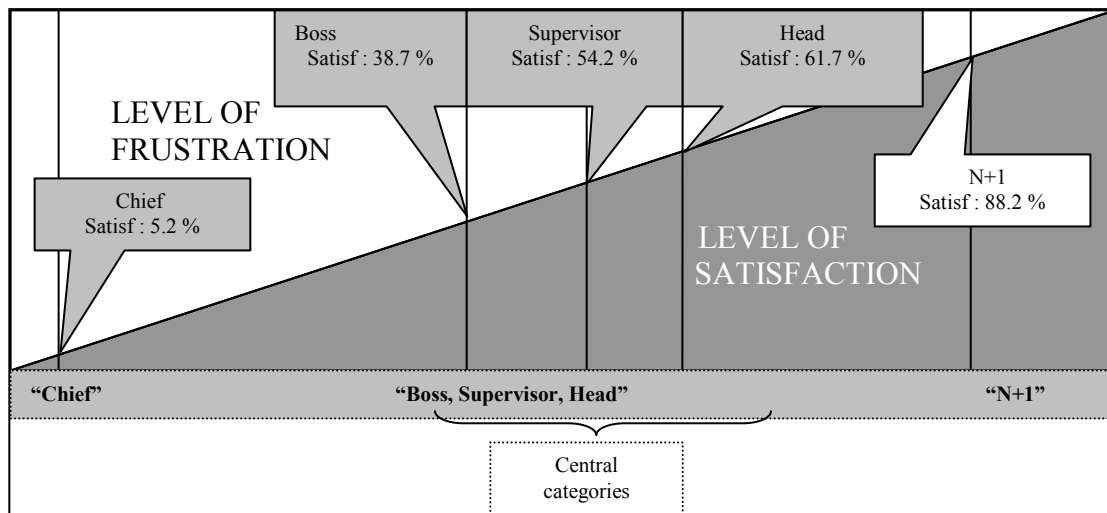 Boss
Satisf : 38.7 %
Supervisor
Satisf : 54.2 %
Head
Satisf : 61.7 %
LEVEL OF
FRUSTRATION
Chief
Satisf : 5.2 %
N+1
Satisf : 88.2 %
LEVEL OF
SATISFACTION
“Chief”
“Boss, Supervisor, Head”
“N+1”
Central
categories